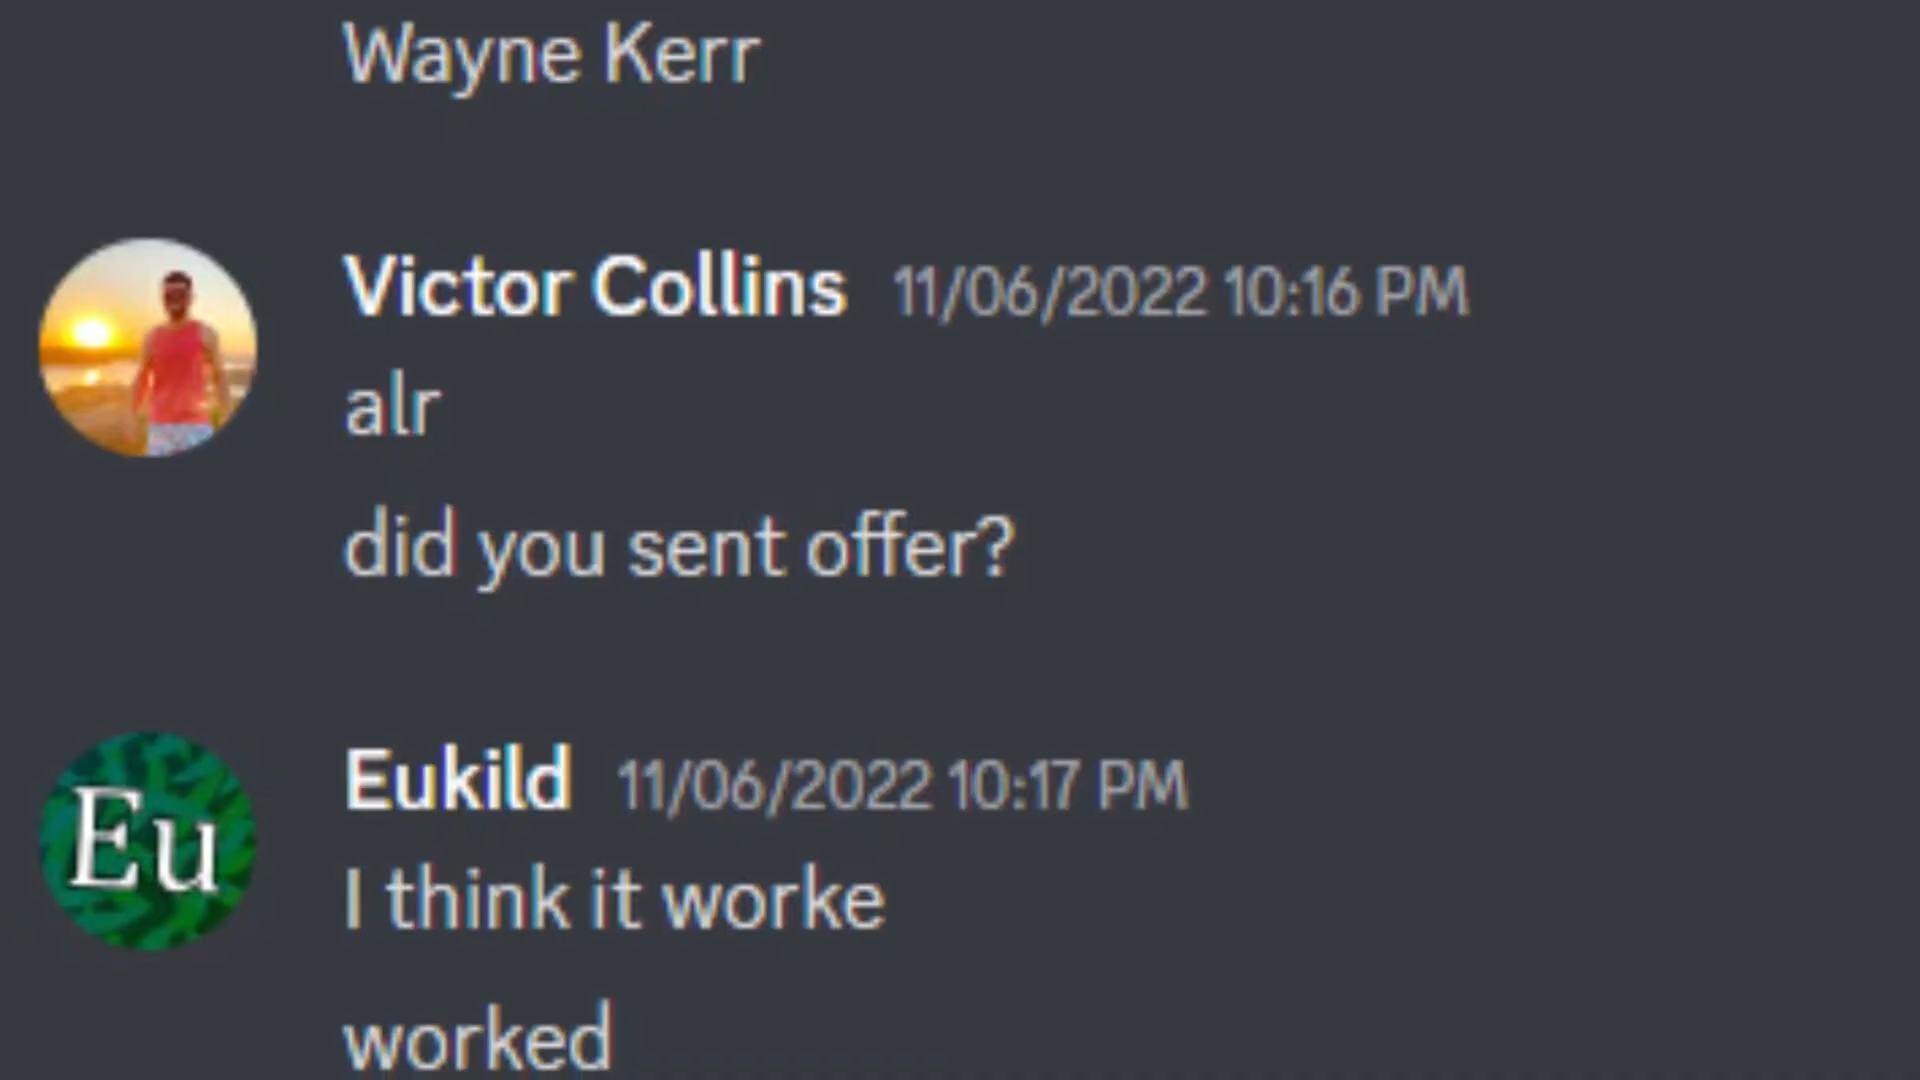 Wayne Kerr
Victor Collins 11/06/2022 10:16 PM
alr
did you sent offer?
Eu
Eukild 11/06/2022 10:17 PM
I think it worke
worked